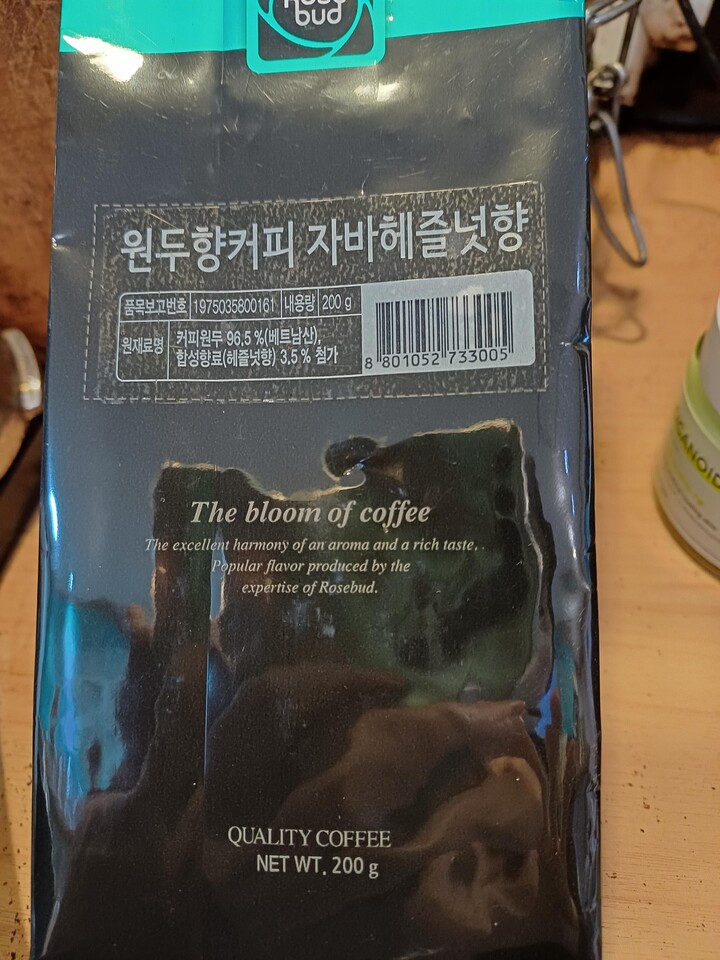 bud
원두향커피 자바헤즐넛향
품목보고번호 1975035800161 내용량 200 g
원재료명 커피원두 96.5 %(베트남산),
합성향료(헤즐넛향) 3.5 % 첨가
8 801052 733005
The bloom of coffee
The excellent harmony of an aroma and a rich taste,
Popular flavor produced by the
expertise of Rosebud.
QUALITY COFFEE
NET WT. 200 g